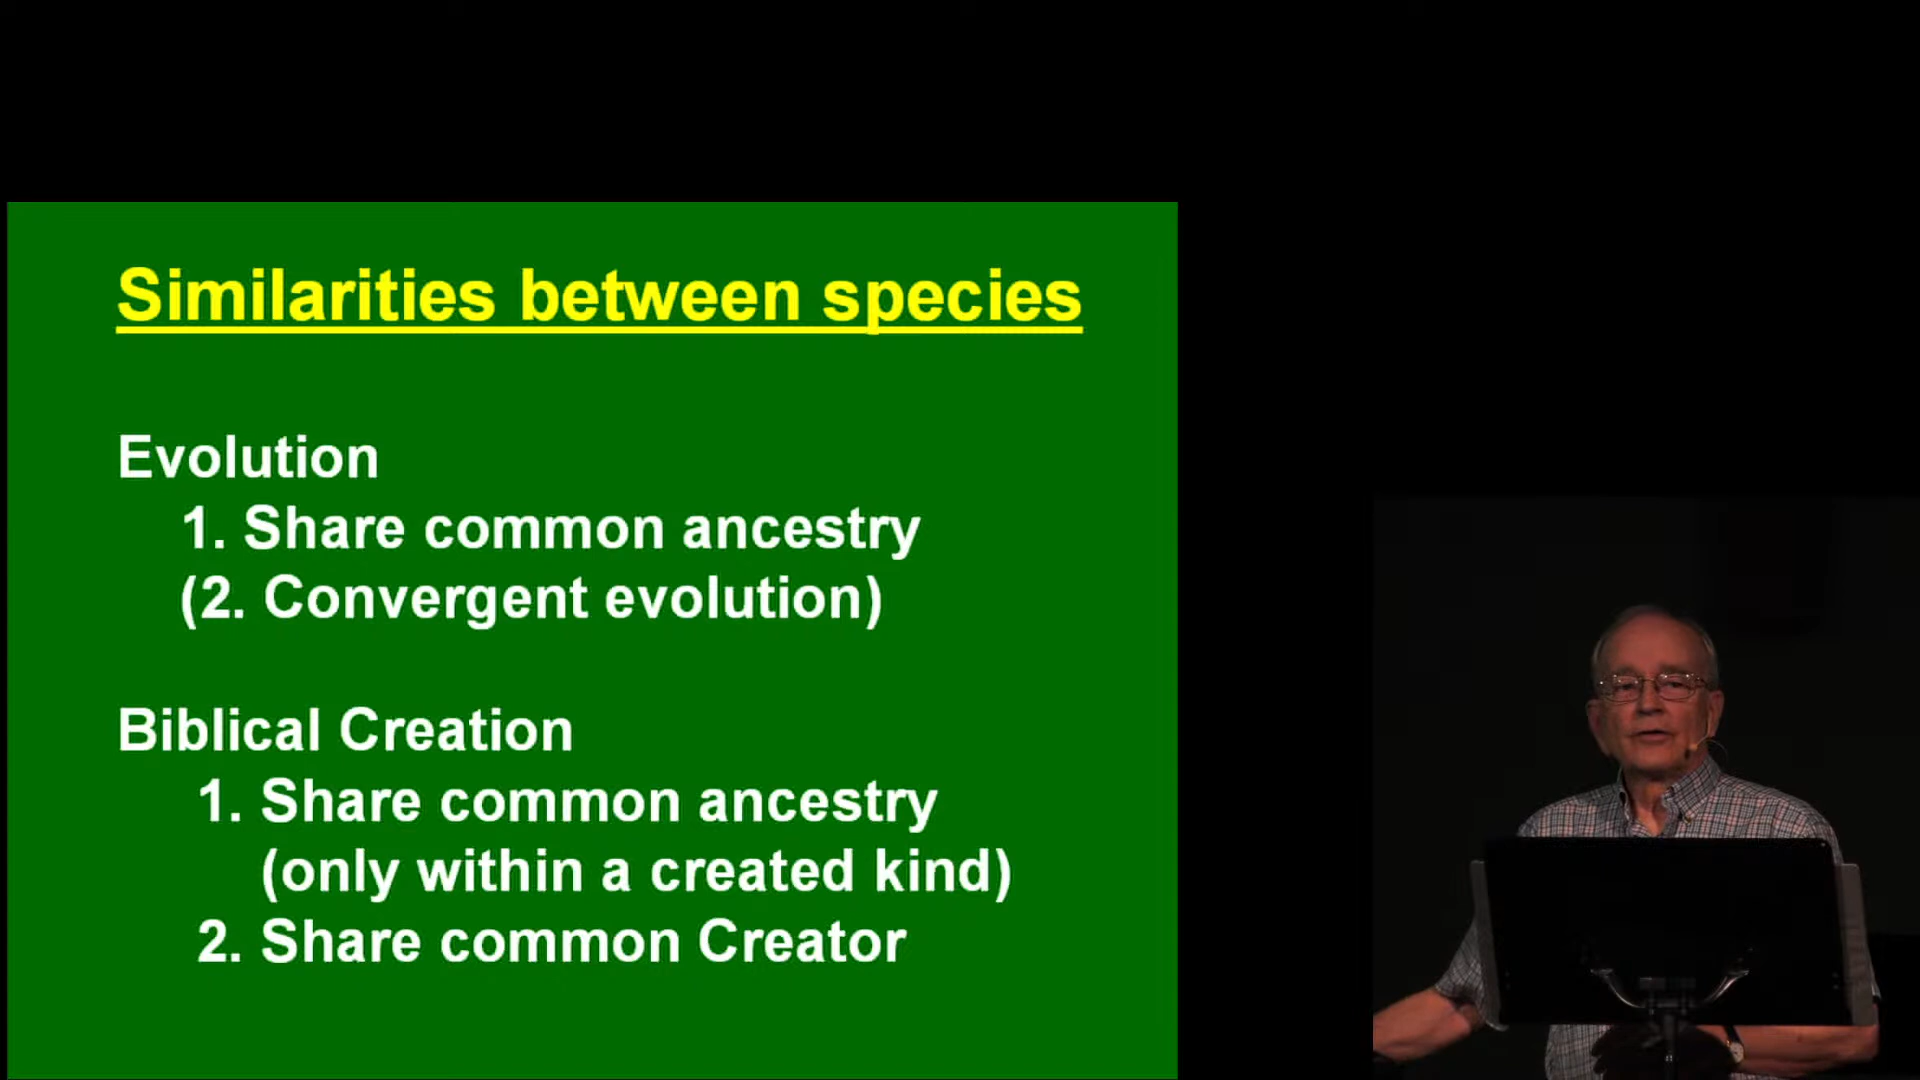 Similarities between species
Evolution
1. Share common ancestry
(2. Convergent evolution)
Biblical Creation
1. Share common ancestry
(only within a created kind)
2. Share common Creator